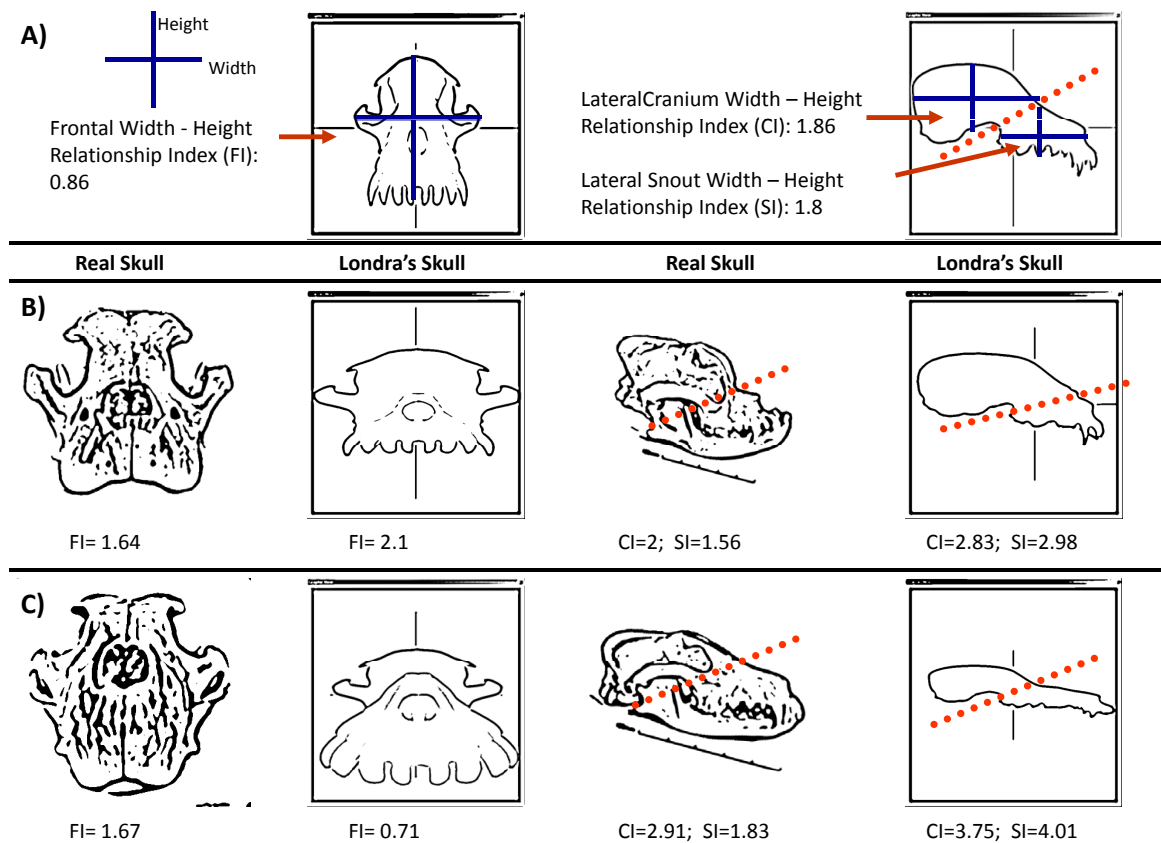 A)
Height
Width
Frontal Width - Height
Relationship Index (FI):
0.86
LateralCranium Width – Height
Relationship Index (CI): 1.86
Lateral Snout Width – Height
Relationship Index (SI): 1.8
Real Skull Londra's Skull Real Skull Londra's Skull
B)
FI= 1.64 FI= 2.1 CI=2; SI=1.56 CI=2.83; SI=2.98
C)
FI= 1.67 FI= 0.71 CI=2.91; SI=1.83 CI=3.75; SI=4.01